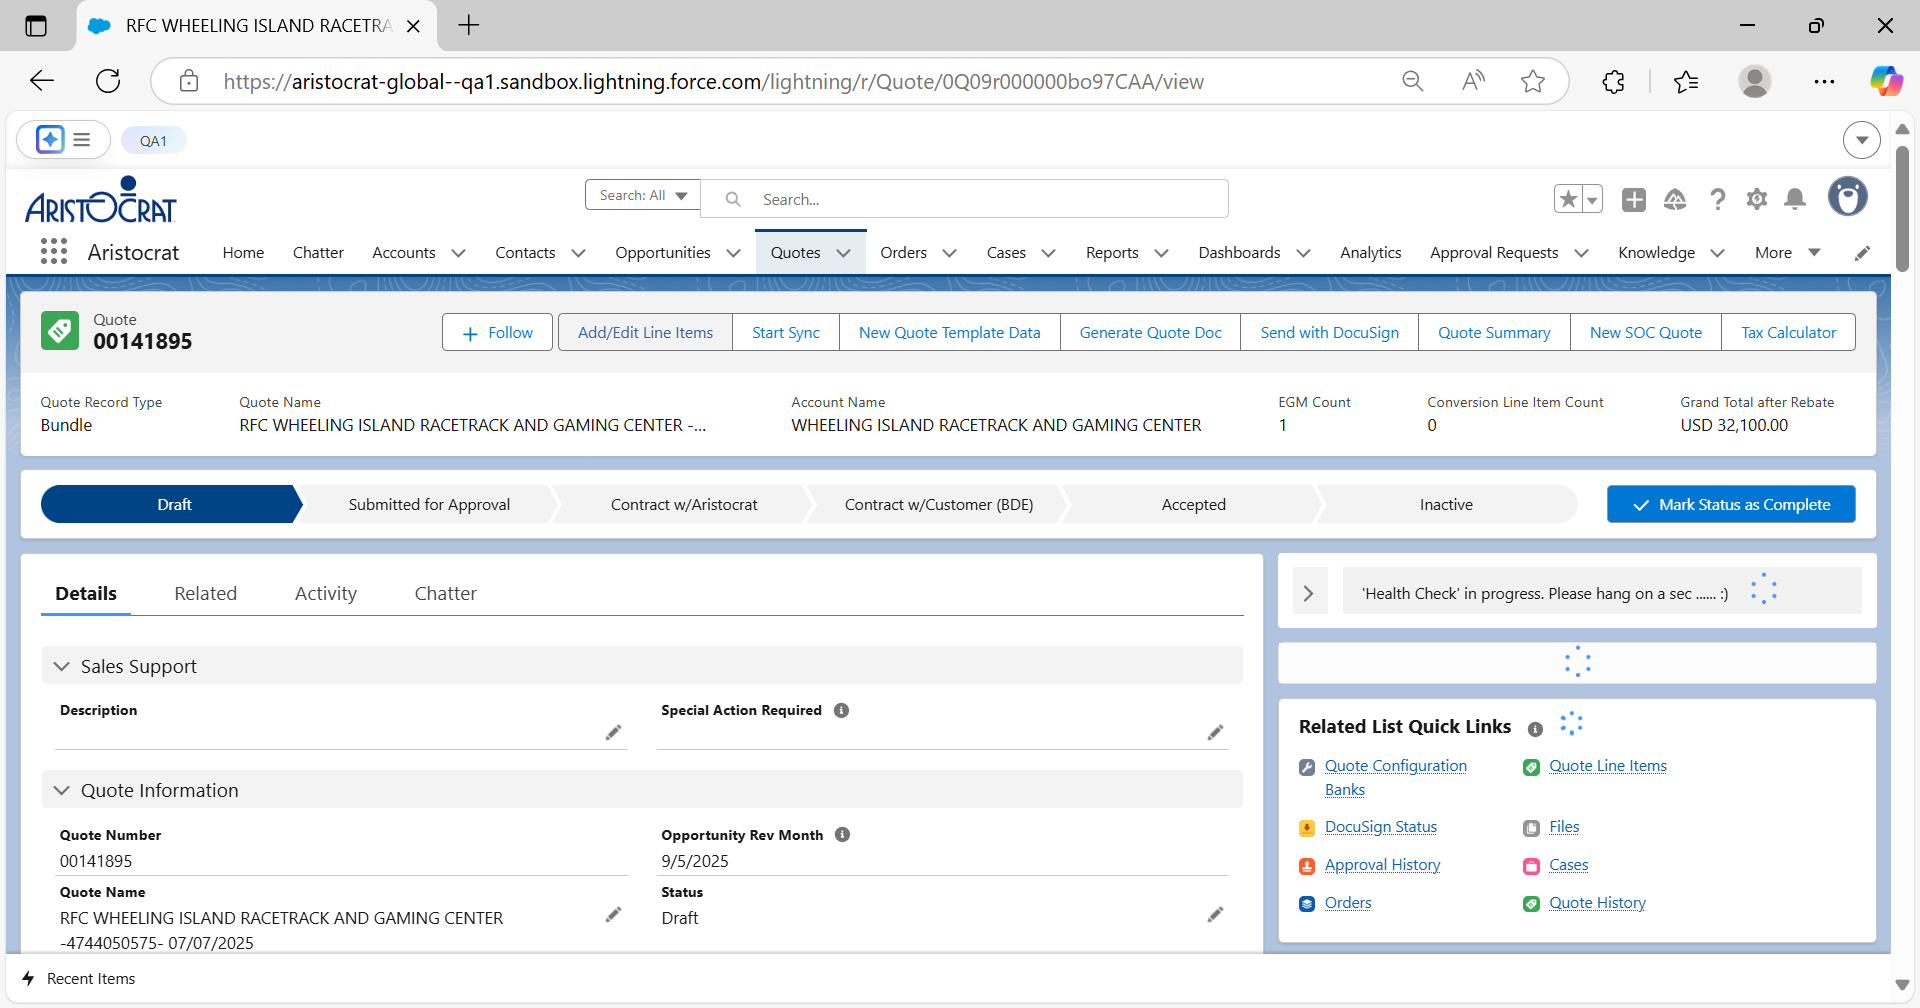 RFC WHEELING ISLAND RACETRA
https://aristocrat-global--qa1.sandbox.lightning.force.com/lightning/r/Quote/0Q09r000000bo97CAA/view
QA1
ARISTOCRAT
Search: All
Search...
Aristocrat
Home
Chatter
Accounts
Contacts
Opportunities
Quotes
Orders
Cases
Reports
Dashboards
Analytics
Approval Requests
Knowledge
More
Quote
00141895
Follow
Add/Edit Line Items
Start Sync
New Quote Template Data
Generate Quote Doc
Send with DocuSign
Quote Summary
New SOC Quote
Tax Calculator
Quote Record Type
Bundle
Quote Name
RFC WHEELING ISLAND RACETRACK AND GAMING CENTER -...
Account Name
WHEELING ISLAND RACETRACK AND GAMING CENTER
EGM Count
1
Conversion Line Item Count
0
Grand Total after Rebate
USD 32,100.00
Draft
Submitted for Approval
Contract w/Aristocrat
Contract w/Customer (BDE)
Accepted
Inactive
Mark Status as Complete
Details
Related
Activity
Chatter
Sales Support
Description
Special Action Required
Quote Information
Quote Number
00141895
Opportunity Rev Month
9/5/2025
Quote Name
RFC WHEELING ISLAND RACETRACK AND GAMING CENTER
-4744050575- 07/07/2025
Status
Draft
'Health Check' in progress. Please hang on a sec ...... :)
Related List Quick Links
Quote Configuration
Banks
Quote Line Items
DocuSign Status
Files
Approval History
Cases
Orders
Quote History
Recent Items